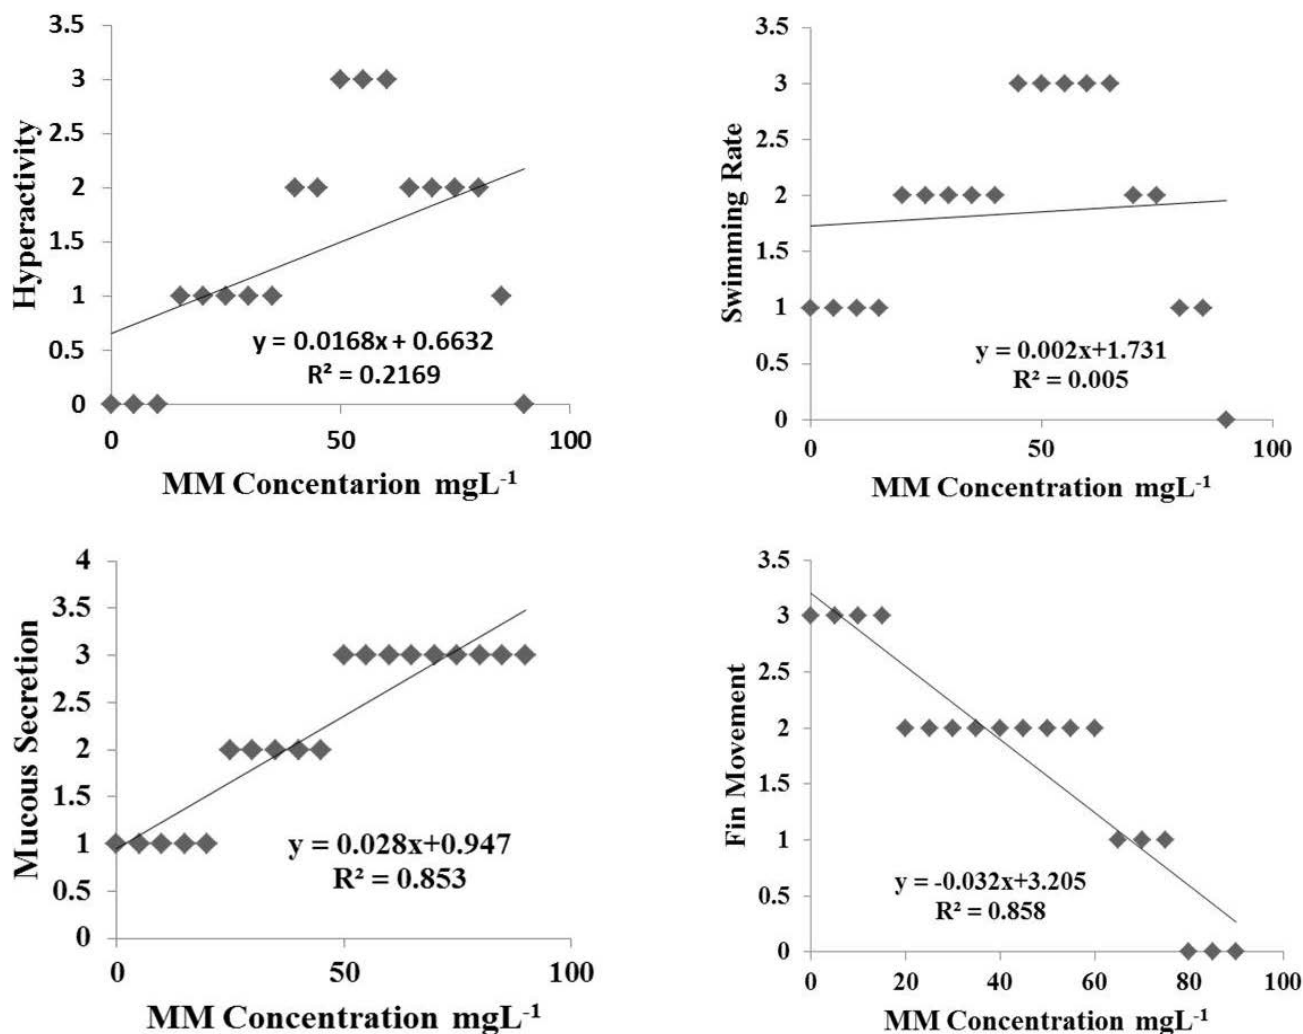 3.5
3
2.5
2
1.5
1
0.5
0
Hyperactivity
y = 0.0168x + 0.6632
R² = 0.2169
0 50 100
MM Concentarion mgL⁻¹
3.5
3
2.5
2
1.5
1
0.5
0
Swimming Rate
y = 0.002x+1.731
R² = 0.005
0 50 100
MM Concentration mgL⁻¹
4
3.5
3
2.5
2
1.5
1
0.5
0
Mucous Secretion
y = 0.028x+0.947
R² = 0.853
0 50 100
MM Concentration mgL⁻¹
3.5
3
2.5
2
1.5
1
0.5
0
Fin Movement
y = -0.032x+3.205
R² = 0.858
0 20 40 60 80 100
MM Concentration mgL⁻¹